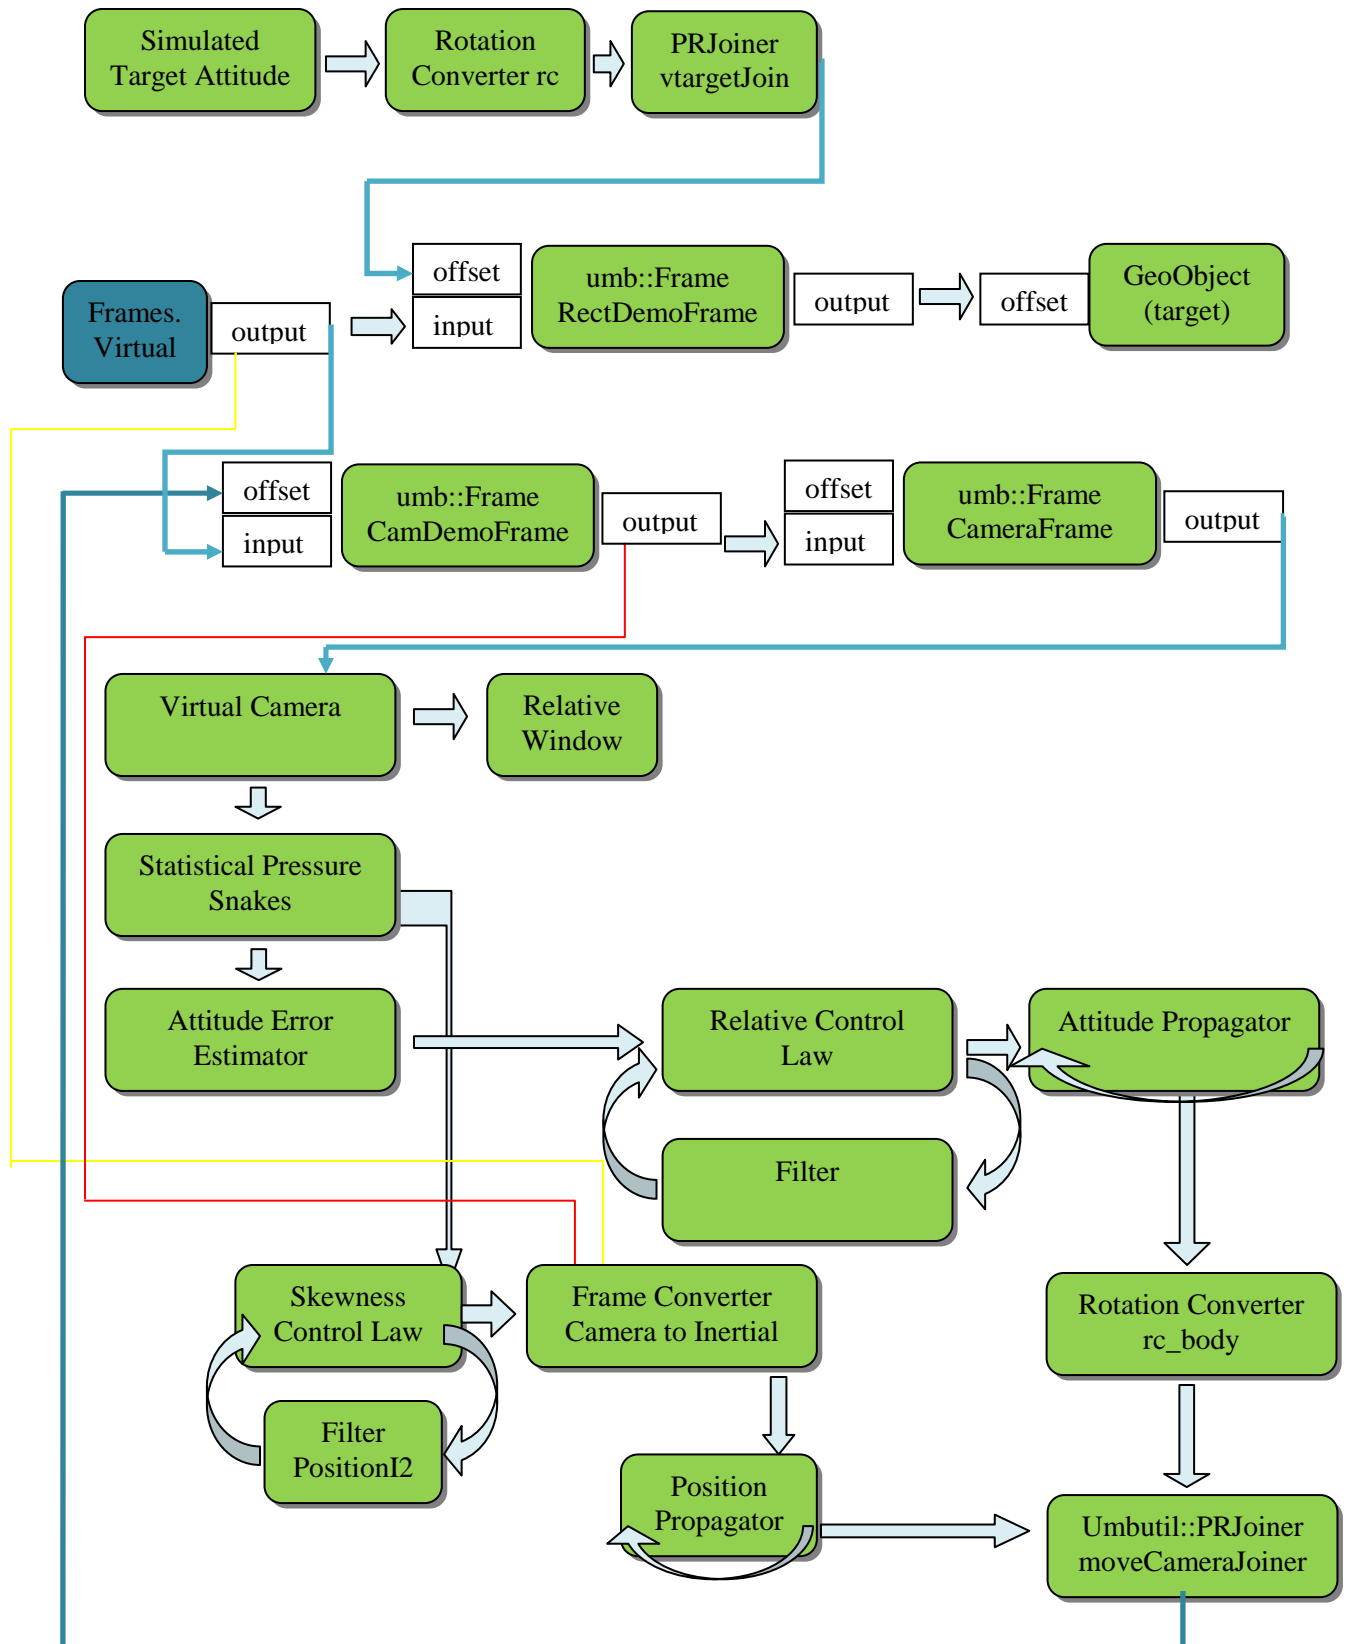 Simulated
Target Attitude
Rotation
Converter rc
PRJoiner
vtargetJoin
offset
input
umb::Frame
RectDemoFrame
output
offset
GeoObject
(target)
Frames.
Virtual
output
offset
input
umb::Frame
CamDemoFrame
output
offset
input
umb::Frame
CameraFrame
output
Virtual Camera
Relative
Window
Statistical Pressure
Snakes
Attitude Error
Estimator
Relative Control
Law
Attitude Propagator
Filter
Skewness
Control Law
Frame Converter
Camera to Inertial
Rotation Converter
rc_body
Filter
PositionI2
Position
Propagator
Umbutil::PRJoiner
moveCameraJoiner